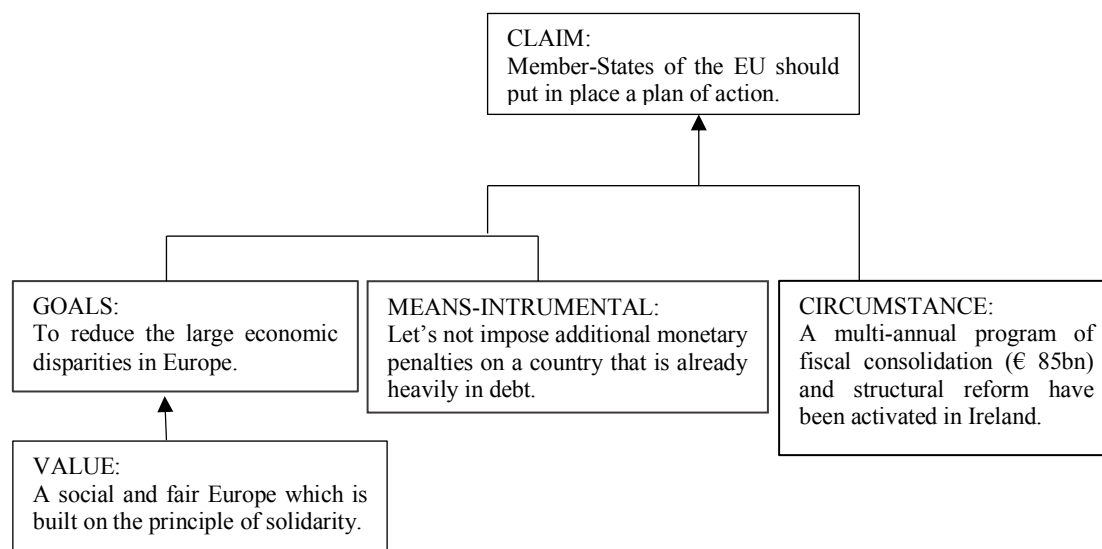 CLAIM:
Member-States of the EU should
put in place a plan of action.
GOALS:
To reduce the large economic
disparities in Europe.
MEANS-INTRUMENTAL:
Let’s not impose additional monetary
penalties on a country that is already
heavily in debt.
CIRCUMSTANCE:
A multi-annual program of
fiscal consolidation (€ 85bn)
and structural reform have
been activated in Ireland.
VALUE:
A social and fair Europe which is
built on the principle of solidarity.